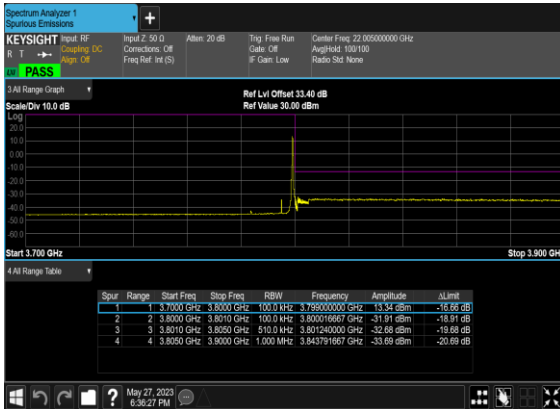 Spectrum Analyzer 1
Spurious Emissions
+
KEYSIGHT Input: RF Input Z: 50 Ω Atten: 20 dB Trig: Free Run Center Freq: 22.005000000 GHz
R T Coupling: DC Corrections: Off Gate: Off Avg|Hold: 100/100
Align: Off Freq Ref: Int (S) IF Gain: Low Radio Std: None
PASS
3 All Range Graph
Ref Lvl Offset 33.40 dB
Scale/Div 10.0 dB Ref Value 30.00 dBm
Log
20.0
10.0
0.00
-10.0
-20.0
-30.0
-40.0
-50.0
-60.0
Start 3.700 GHz Stop 3.900 GHz
4 All Range Table
Spur Range Start Freq Stop Freq RBW Frequency Amplitude ΔLimit
1 1 3.7000 GHz 3.8000 GHz 100.0 kHz 3.799000000 GHz 13.34 dBm -16.66 dB
2 2 3.8000 GHz 3.8010 GHz 100.0 kHz 3.800016667 GHz -31.91 dBm -18.91 dB
3 3 3.8010 GHz 3.8050 GHz 510.0 kHz 3.801240000 GHz -32.68 dBm -19.68 dB
4 4 3.8050 GHz 3.9000 GHz 1.000 MHz 3.843791667 GHz -33.69 dBm -20.69 dB
? May 27, 2023
6:36:27 PM